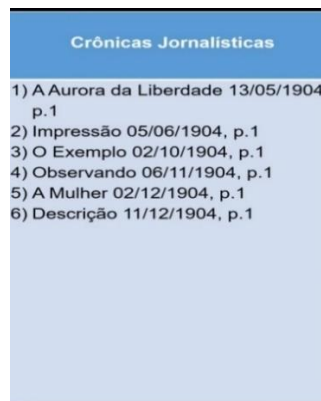 Crônicas Jornalísticas
1) A Aurora da Liberdade 13/05/1904
p.1
2) Impressão 05/06/1904, p.1
3) O Exemplo 02/10/1904, p.1
4) Observando 06/11/1904, p.1
5) A Mulher 02/12/1904, p.1
6) Descrição 11/12/1904, p.1